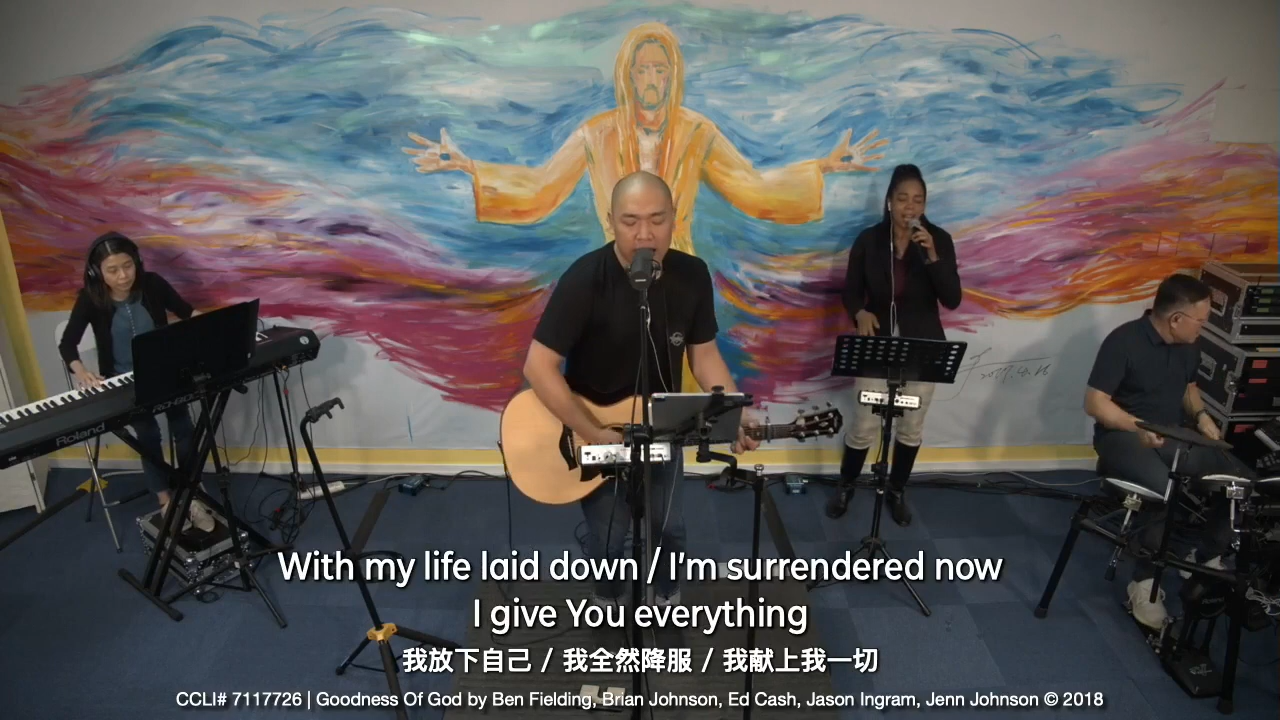 Roland
2017.
With my life laid down / I'm surrendered now
I give You everything
我放下自己 / 我全然降服 / 我献上我一切
CCLI# 7117726 | Goodness Of God by Ben Fielding, Brian Johnson, Ed Cash, Jason Ingram, Jenn Johnson © 2018